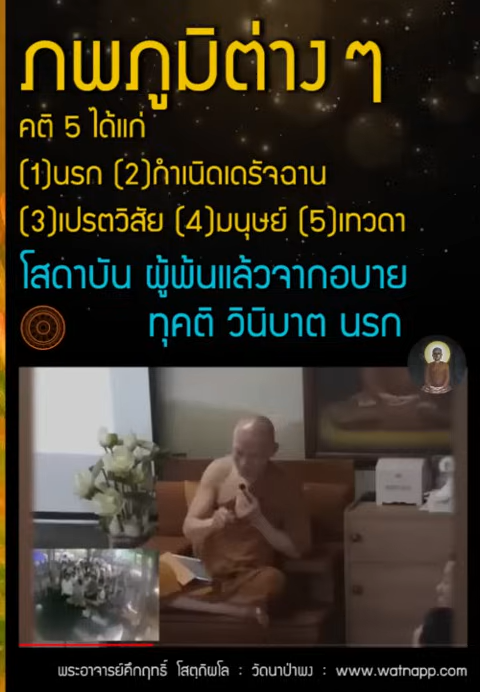 ภพภูมิต่าง ๆ
คติ 5 ได้แก่
(1)นรก (2)กำเนิดเดรัจฉาน
(3)เปรตวิสัย (4)มนุษย์ (5)เทวดา
โสดาบัน ผู้พ้นแล้วจากอบาย
ทุคติ วินิบาต นรก
พระอาจารย์คึกฤทธิ์ โสตฺถิผโล : วัดนาป่าพง : www.watnapp.com